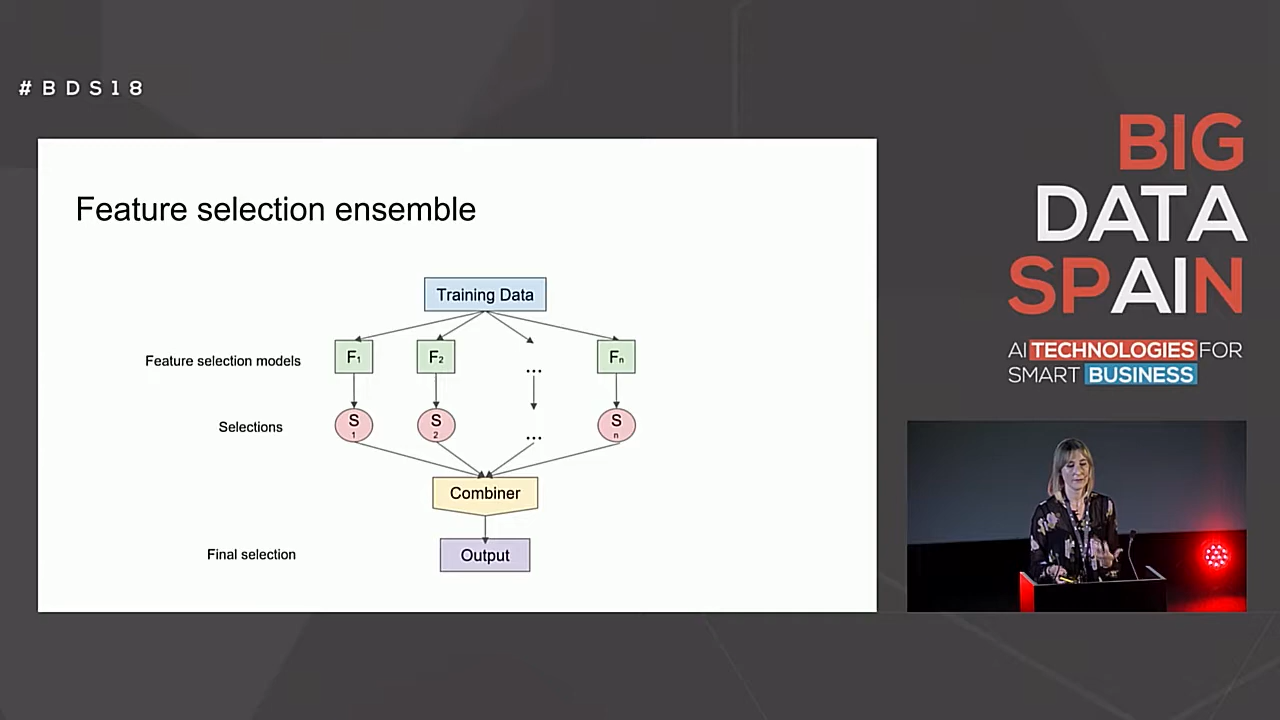 #BDS18
BIG
DATA
SPAIN
AI TECHNOLOGIES FOR
SMART BUSINESS
Feature selection ensemble
Training Data
Feature selection models
F₁ F₂ ... Fₙ
Selections
S₁ S₂ ... Sₙ
Combiner
Final selection
Output